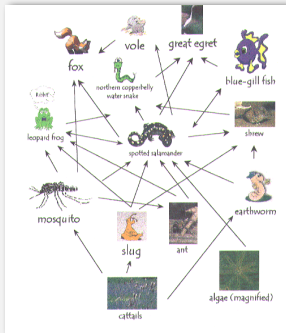 vole
great egret
fox
blue-gill fish
northern copperbelly
water snake
leopard frog
spotted salamander
shrew
mosquito
earthworm
slug
ant
algae (magnified)
cattails